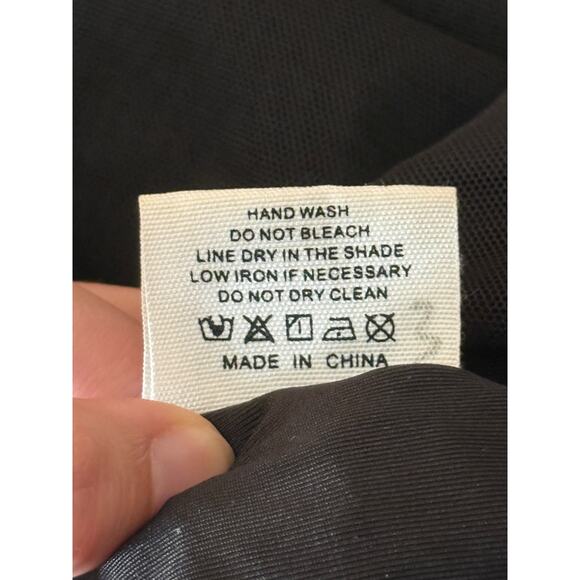 HAND WASH
DO NOT BLEACH
LINE DRY IN THE SHADE
LOW IRON IF NECESSARY
DO NOT DRY CLEAN
MADE IN CHINA